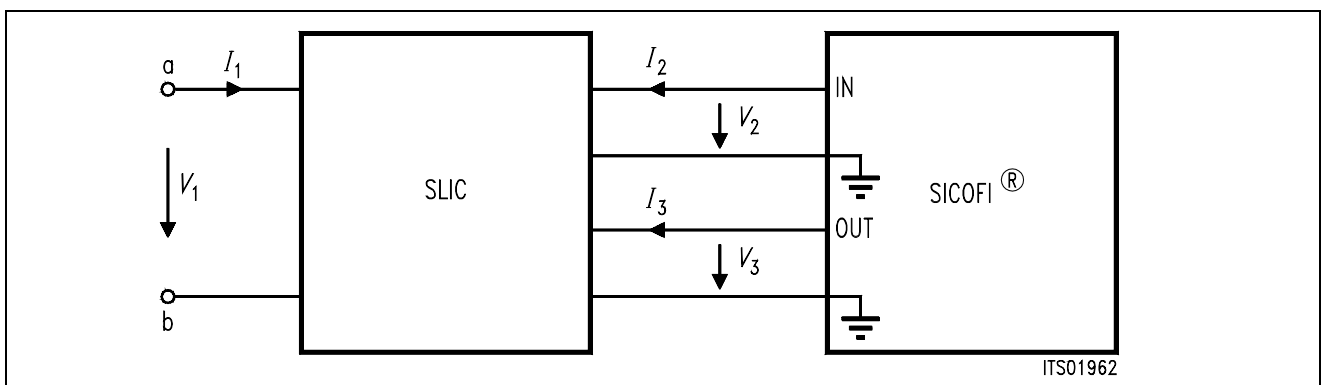 a
I1
I2
IN
V2
V1
SLIC
SICOFI®
I3
OUT
V3
b
ITS01962